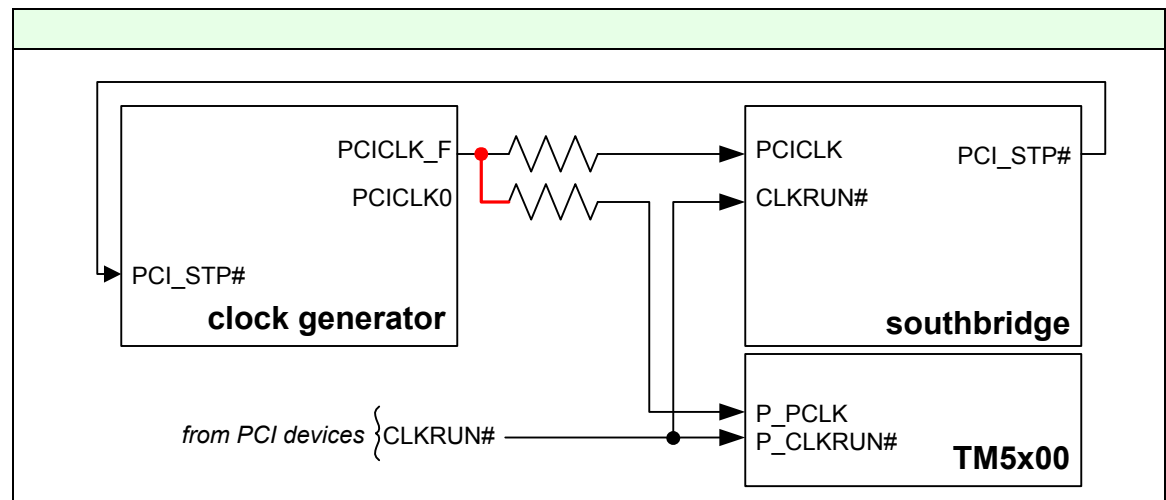 PCICLK_F
PCICLK0
PCI_STP#
clock generator
PCICLK
PCI_STP#
CLKRUN#
southbridge
from PCI devices {CLKRUN#
P_PCLK
P_CLKRUN#
TM5x00